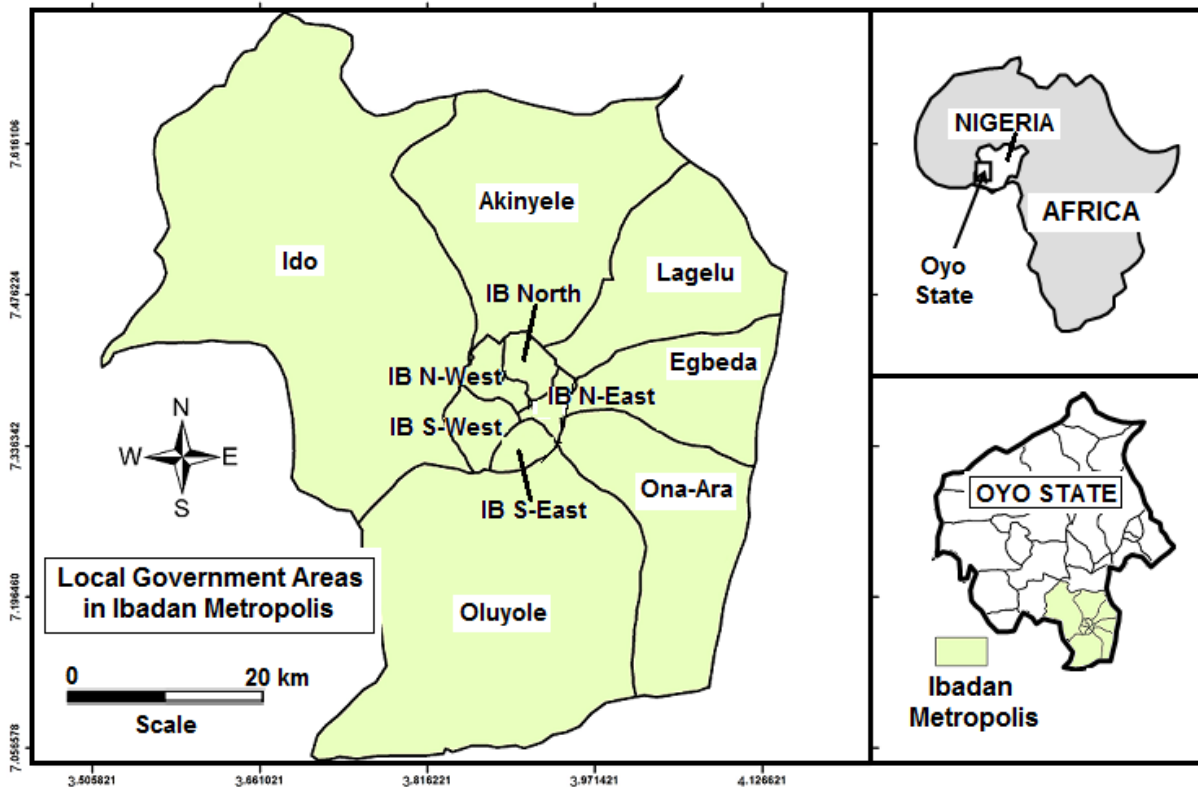 Akinyele
Ido
Lagelu
IB North
Egbeda
IB N-West
IB N-East
IB S-West
Ona-Ara
IB S-East
Oluyole
N
W
E
S
Local Government Areas
in Ibadan Metropolis
0
20 km
Scale
7.616106
7.476224
7.336342
7.196460
7.056578
3.505821
3.661021
3.816221
3.971421
4.126621
NIGERIA
AFRICA
Oyo
State
OYO STATE
Ibadan
Metropolis